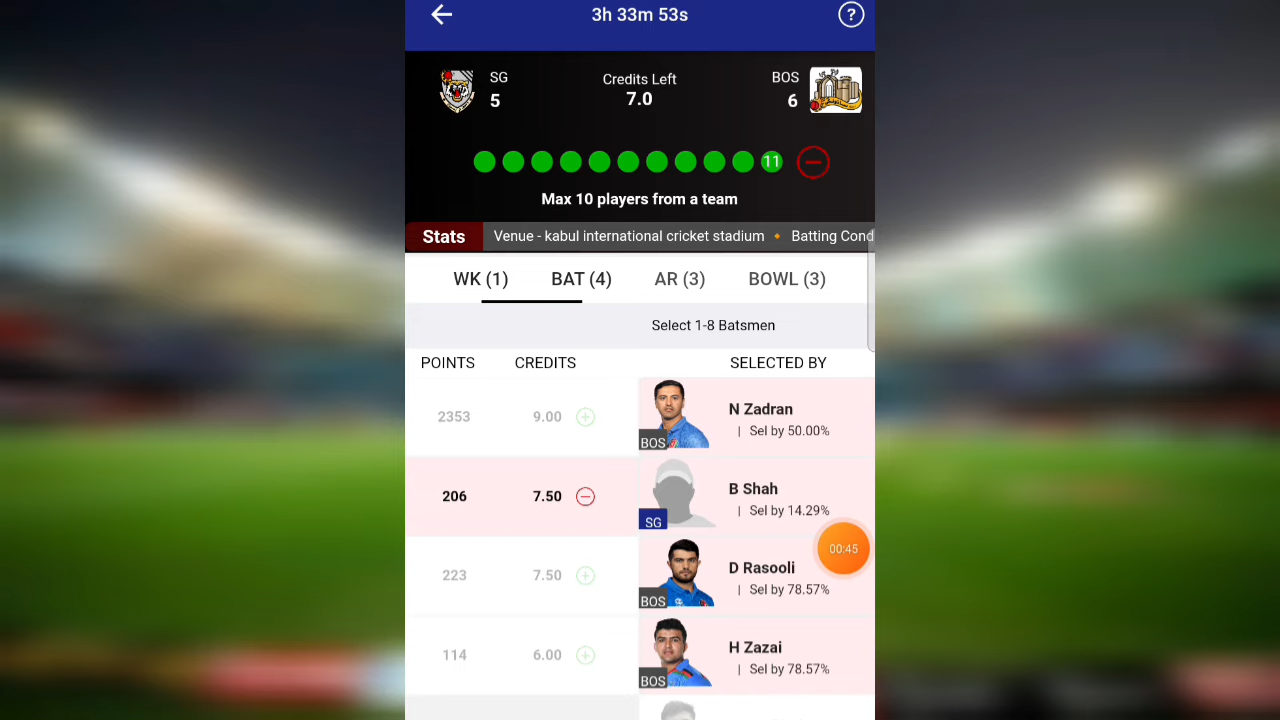 3h 33m 53s
?
SG
5
Credits Left
7.0
BOS
6
11
Max 10 players from a team
Stats
Venue - kabul international cricket stadium
Batting Cond
WK (1)
BAT (4)
AR (3)
BOWL (3)
Select 1-8 Batsmen
POINTS
CREDITS
SELECTED BY
2353
9.00
BOS
N Zadran
| Sel by 50.00%
206
7.50
SG
B Shah
| Sel by 14.29%
00:45
223
7.50
BOS
D Rasooli
| Sel by 78.57%
114
6.00
BOS
H Zazai
| Sel by 78.57%